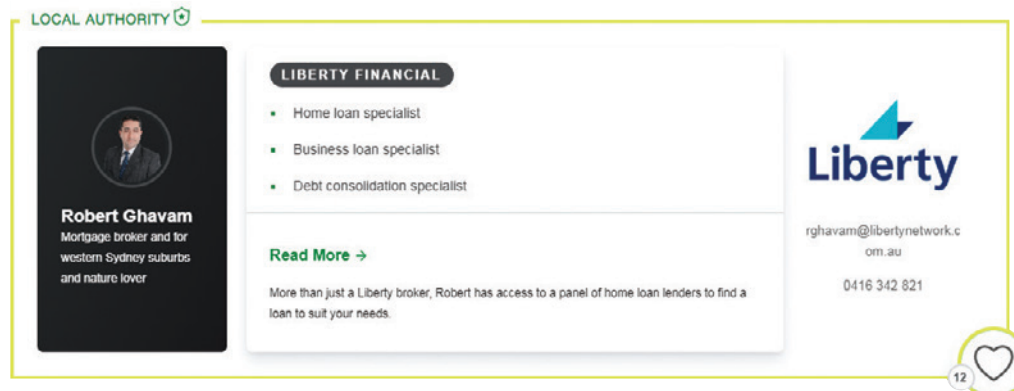 LOCAL AUTHORITY
Robert Ghavam
Mortgage broker and for
western Sydney suburbs
and nature lover
LIBERTY FINANCIAL
Home loan specialist
Business loan specialist
Debt consolidation specialist
Read More →
More than just a Liberty broker, Robert has access to a panel of home loan lenders to find a
loan to suit your needs.
Liberty
rghavam@libertynetwork.c
om.au
0416 342 821
12